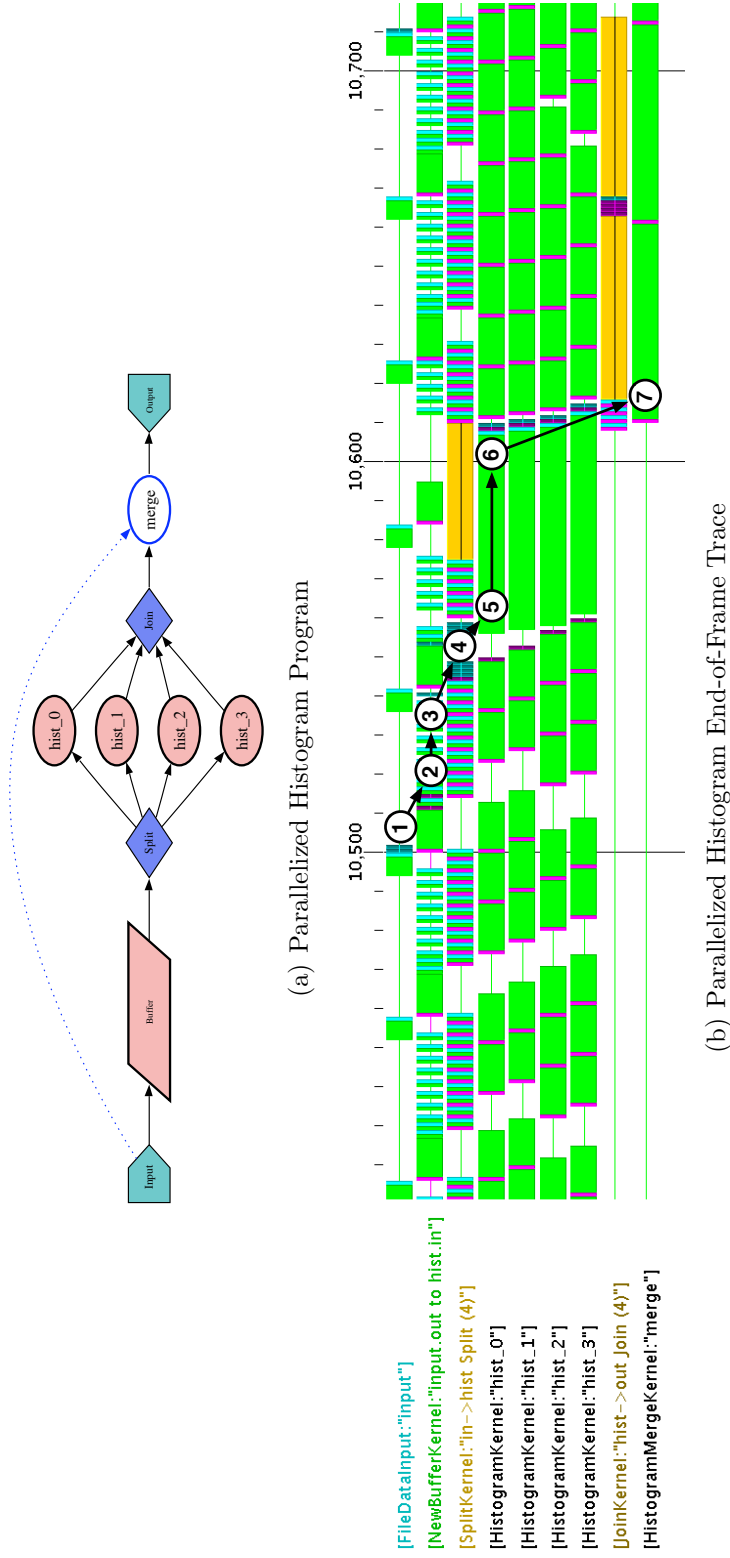 Input
Buffer
Split
hist_0
hist_1
hist_2
hist_3
Join
merge
Output
(a) Parallelized Histogram Program
10,500
10,600
10,700
[FileDataInput:"input"]
[NewBufferKernel:"input.out to hist.in"]
[SplitKernel:"in->hist Split (4)"]
[HistogramKernel:"hist_0"]
[HistogramKernel:"hist_1"]
[HistogramKernel:"hist_2"]
[HistogramKernel:"hist_3"]
[JoinKernel:"hist->out Join (4)"]
[HistogramMergeKernel:"merge"]
1
2
3
4
5
6
7
(b) Parallelized Histogram End-of-Frame Trace